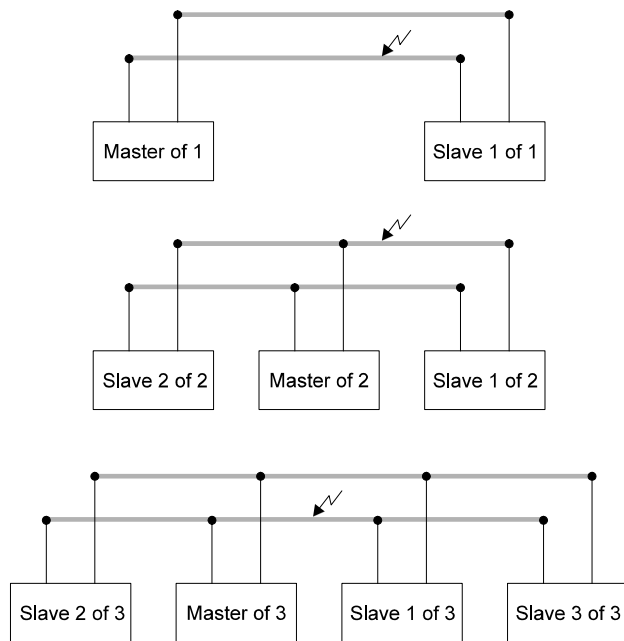 Master of 1
Slave 1 of 1
Slave 2 of 2
Master of 2
Slave 1 of 2
Slave 2 of 3
Master of 3
Slave 1 of 3
Slave 3 of 3